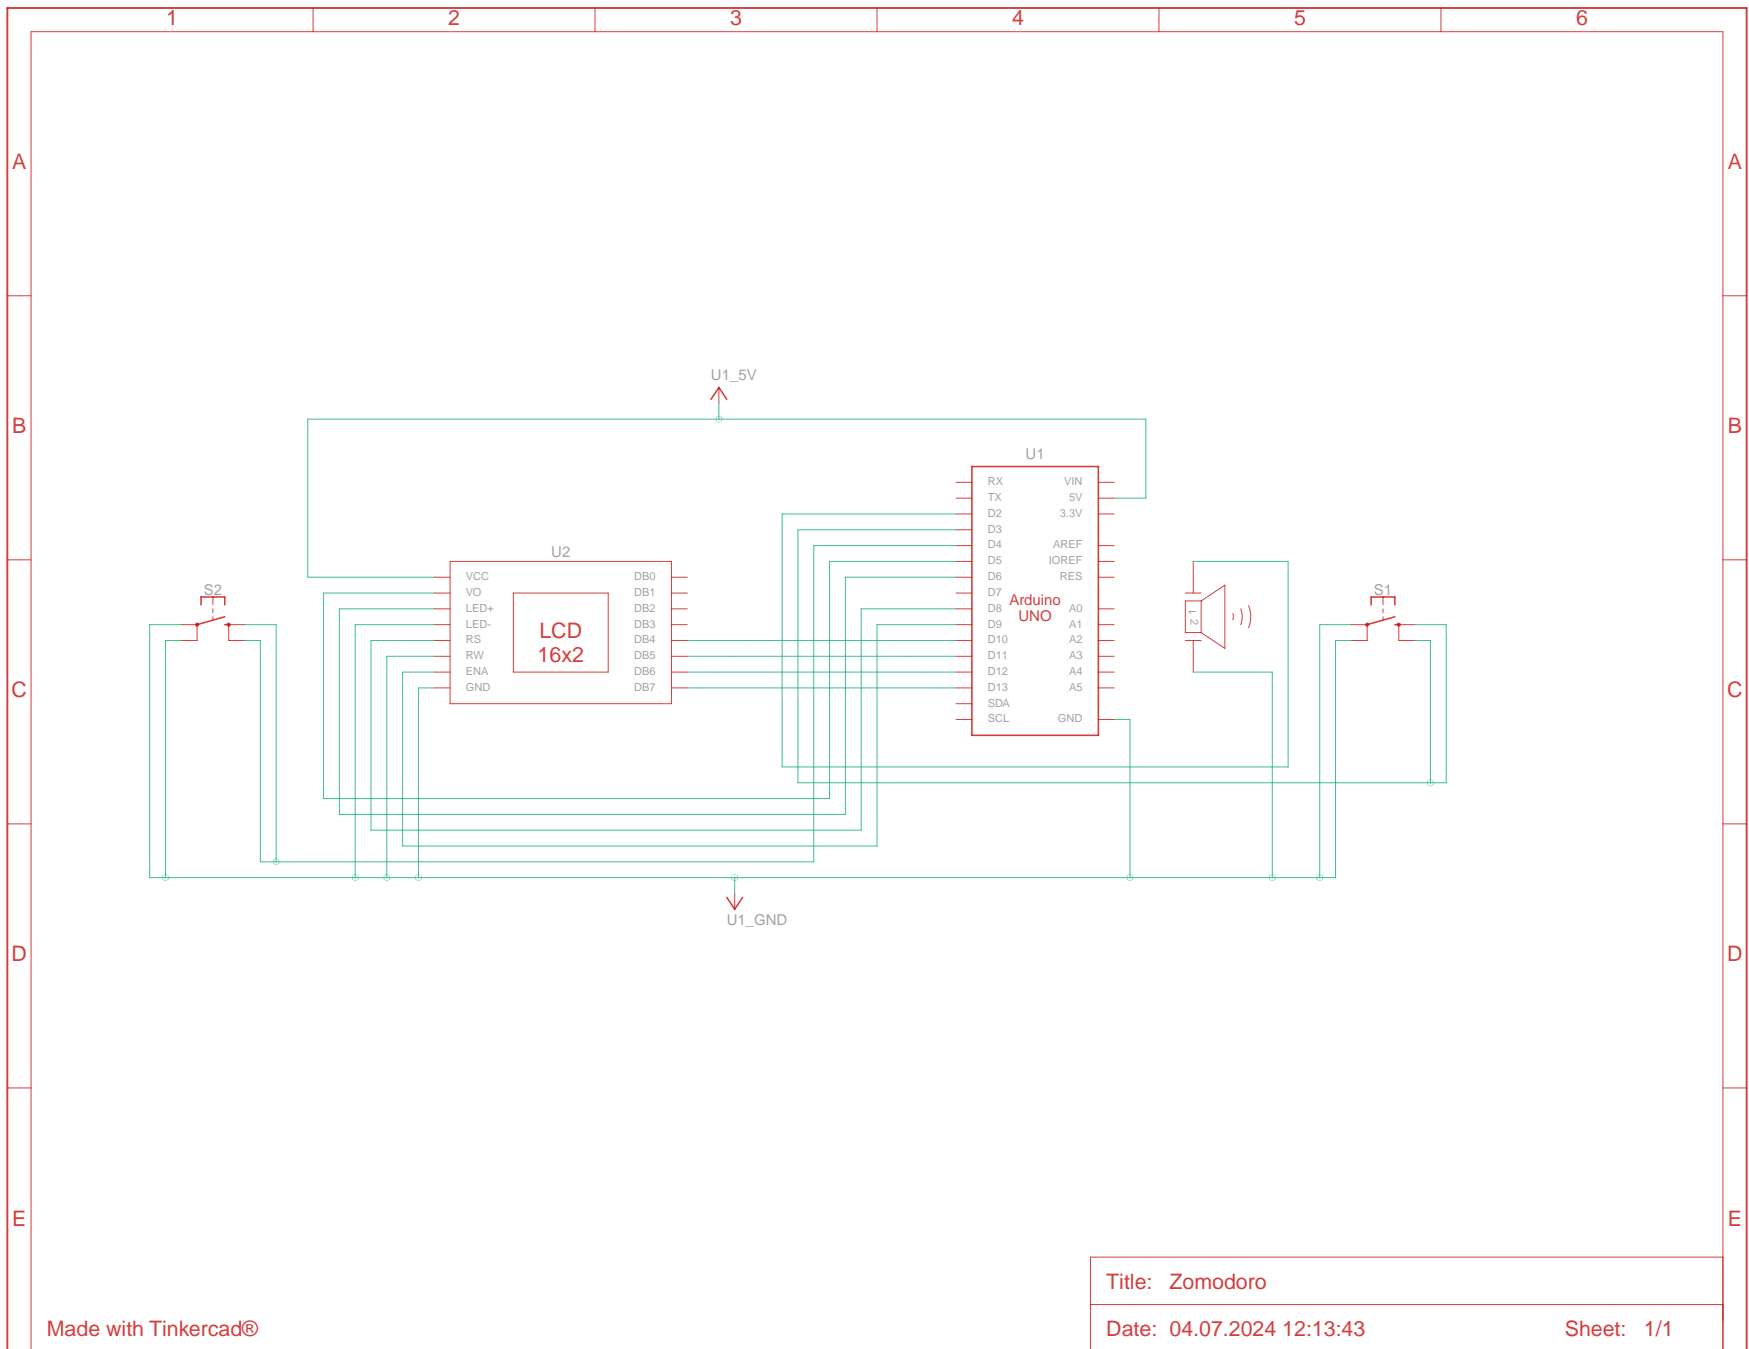 1 2 3 4 5 6
A A
B B
C C
D D
E E
U1_5V
U1
RX VIN
TX 5V
D2 3.3V
D3
D4 AREF
D5 IOREF
D6 RES
D7
D8 A0
D9 A1
D10 A2
D11 A3
D12 A4
D13 A5
SDA
SCL GND
Arduino
UNO
U2
VCC DB0
VO DB1
LED+ DB2
LED- DB3
RS DB4
RW DB5
ENA DB6
GND DB7
LCD
16x2
S2
1 2
S1
U1_GND
Title: Zomodoro
Made with Tinkercad®
Date: 04.07.2024 12:13:43 Sheet: 1/1